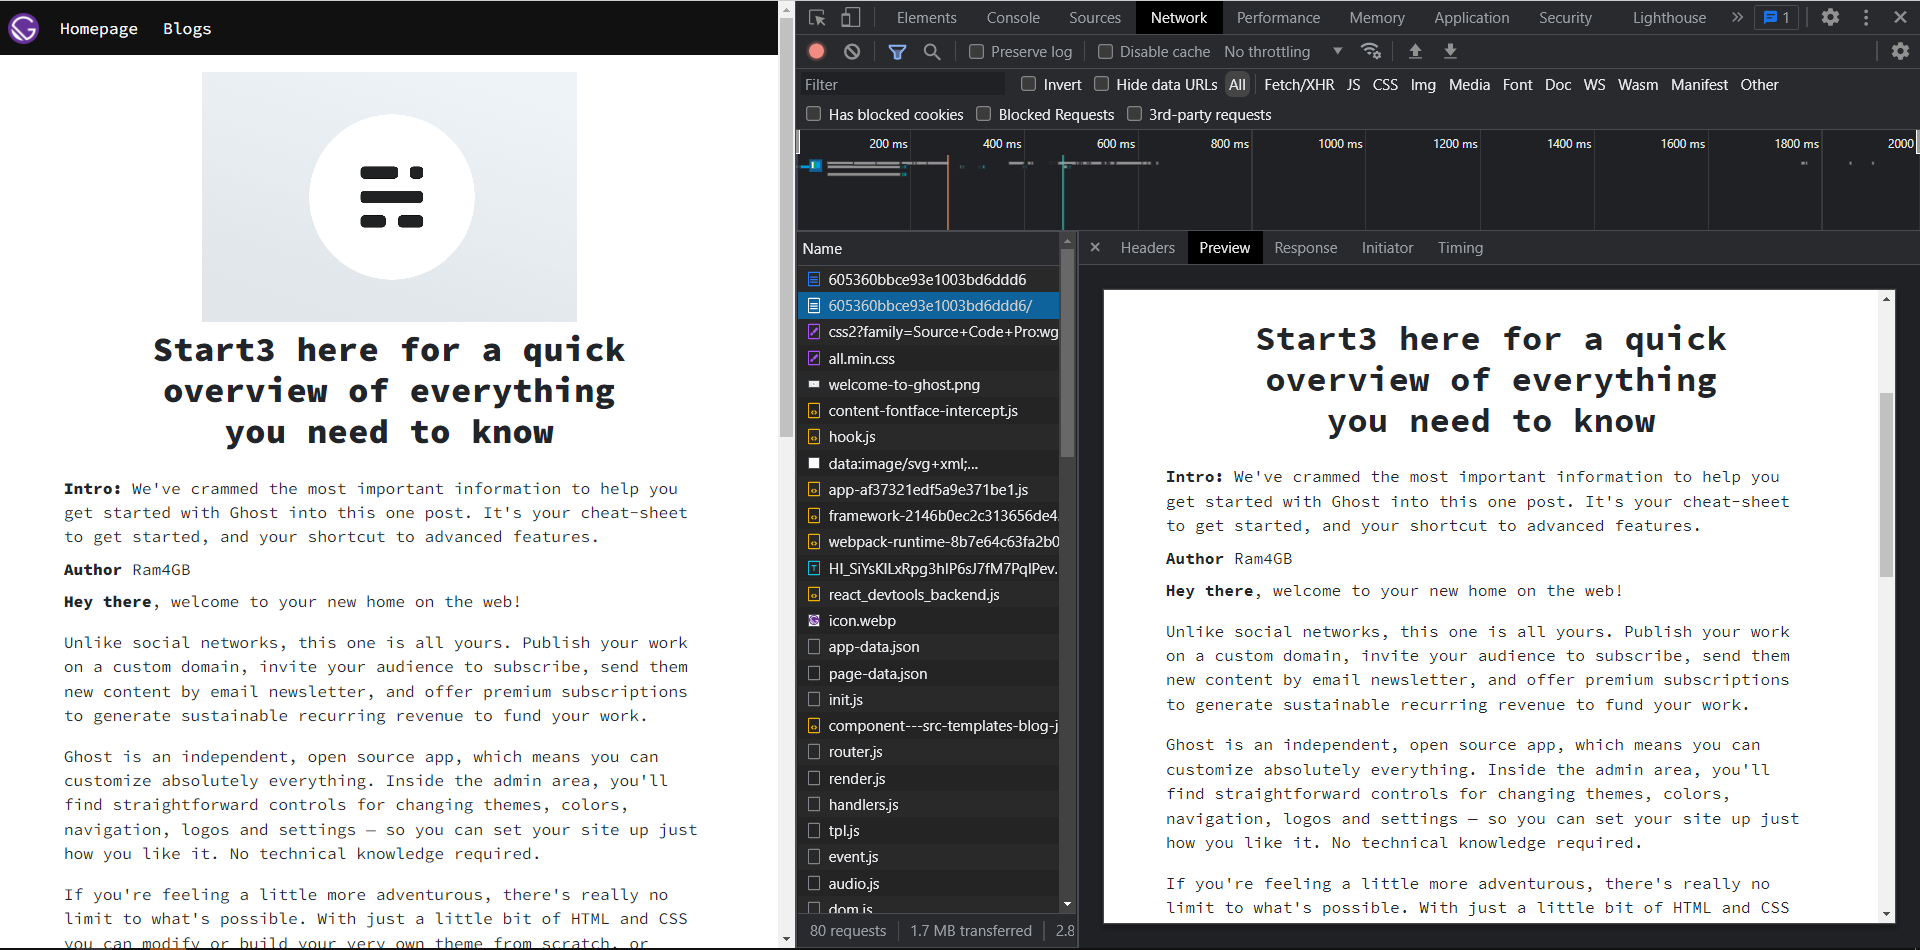 Homepage Blogs
Start3 here for a quick
overview of everything
you need to know
Intro: We've crammed the most important information to help you
get started with Ghost into this one post. It's your cheat-sheet
to get started, and your shortcut to advanced features.
Author Ram4GB
Hey there, welcome to your new home on the web!
Unlike social networks, this one is all yours. Publish your work
on a custom domain, invite your audience to subscribe, send them
new content by email newsletter, and offer premium subscriptions
to generate sustainable recurring revenue to fund your work.
Ghost is an independent, open source app, which means you can
customize absolutely everything. Inside the admin area, you'll
find straightforward controls for changing themes, colors,
navigation, logos and settings — so you can set your site up just
how you like it. No technical knowledge required.
If you're feeling a little more adventurous, there's really no
limit to what's possible. With just a little bit of HTML and CSS
you can modify or build your very own theme from scratch, or
Elements Console Sources Network Performance Memory Application Security Lighthouse 1
Preserve log Disable cache No throttling
Filter Invert Hide data URLs All Fetch/XHR JS CSS Img Media Font Doc WS Wasm Manifest Other
Has blocked cookies Blocked Requests 3rd-party requests
200 ms 400 ms 600 ms 800 ms 1000 ms 1200 ms 1400 ms 1600 ms 1800 ms 2000
Name
605360bbce93e1003bd6ddd6
605360bbce93e1003bd6ddd6/
css2?family=Source+Code+Pro:wg
all.min.css
welcome-to-ghost.png
content-fontface-intercept.js
hook.js
data:image/svg+xml;...
app-af37321edf5a9e371be1.js
framework-2146b0ec2c313656de4
webpack-runtime-8b7e64c63fa2b0
react_devtools_backend.js
icon.webp
app-data.json
page-data.json
init.js
component---src-templates-blog-j
router.js
render.js
handlers.js
tpl.js
event.js
audio.js
dom.js
80 requests 1.7 MB transferred 2.8
Headers Preview Response Initiator Timing
Start3 here for a quick
overview of everything
you need to know
Intro: We've crammed the most important information to help you
get started with Ghost into this one post. It's your cheat-sheet
to get started, and your shortcut to advanced features.
Author Ram4GB
Hey there, welcome to your new home on the web!
Unlike social networks, this one is all yours. Publish your work
on a custom domain, invite your audience to subscribe, send them
new content by email newsletter, and offer premium subscriptions
to generate sustainable recurring revenue to fund your work.
Ghost is an independent, open source app, which means you can
customize absolutely everything. Inside the admin area, you'll
find straightforward controls for changing themes, colors,
navigation, logos and settings — so you can set your site up just
how you like it. No technical knowledge required.
If you're feeling a little more adventurous, there's really no
limit to what's possible. With just a little bit of HTML and CSS